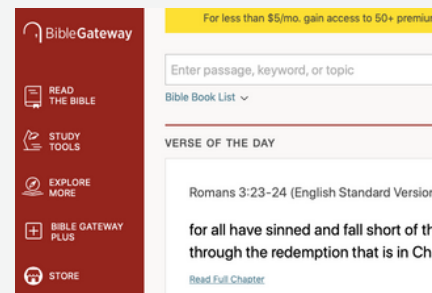 BibleGateway
READ
THE BIBLE
STUDY
TOOLS
EXPLORE
MORE
BIBLE GATEWAY
PLUS
STORE
For less than $5/mo. gain access to 50+ premium
Enter passage, keyword, or topic
Bible Book List
VERSE OF THE DAY
Romans 3:23-24 (English Standard Version
for all have sinned and fall short of th
through the redemption that is in Ch
Read Full Chapter